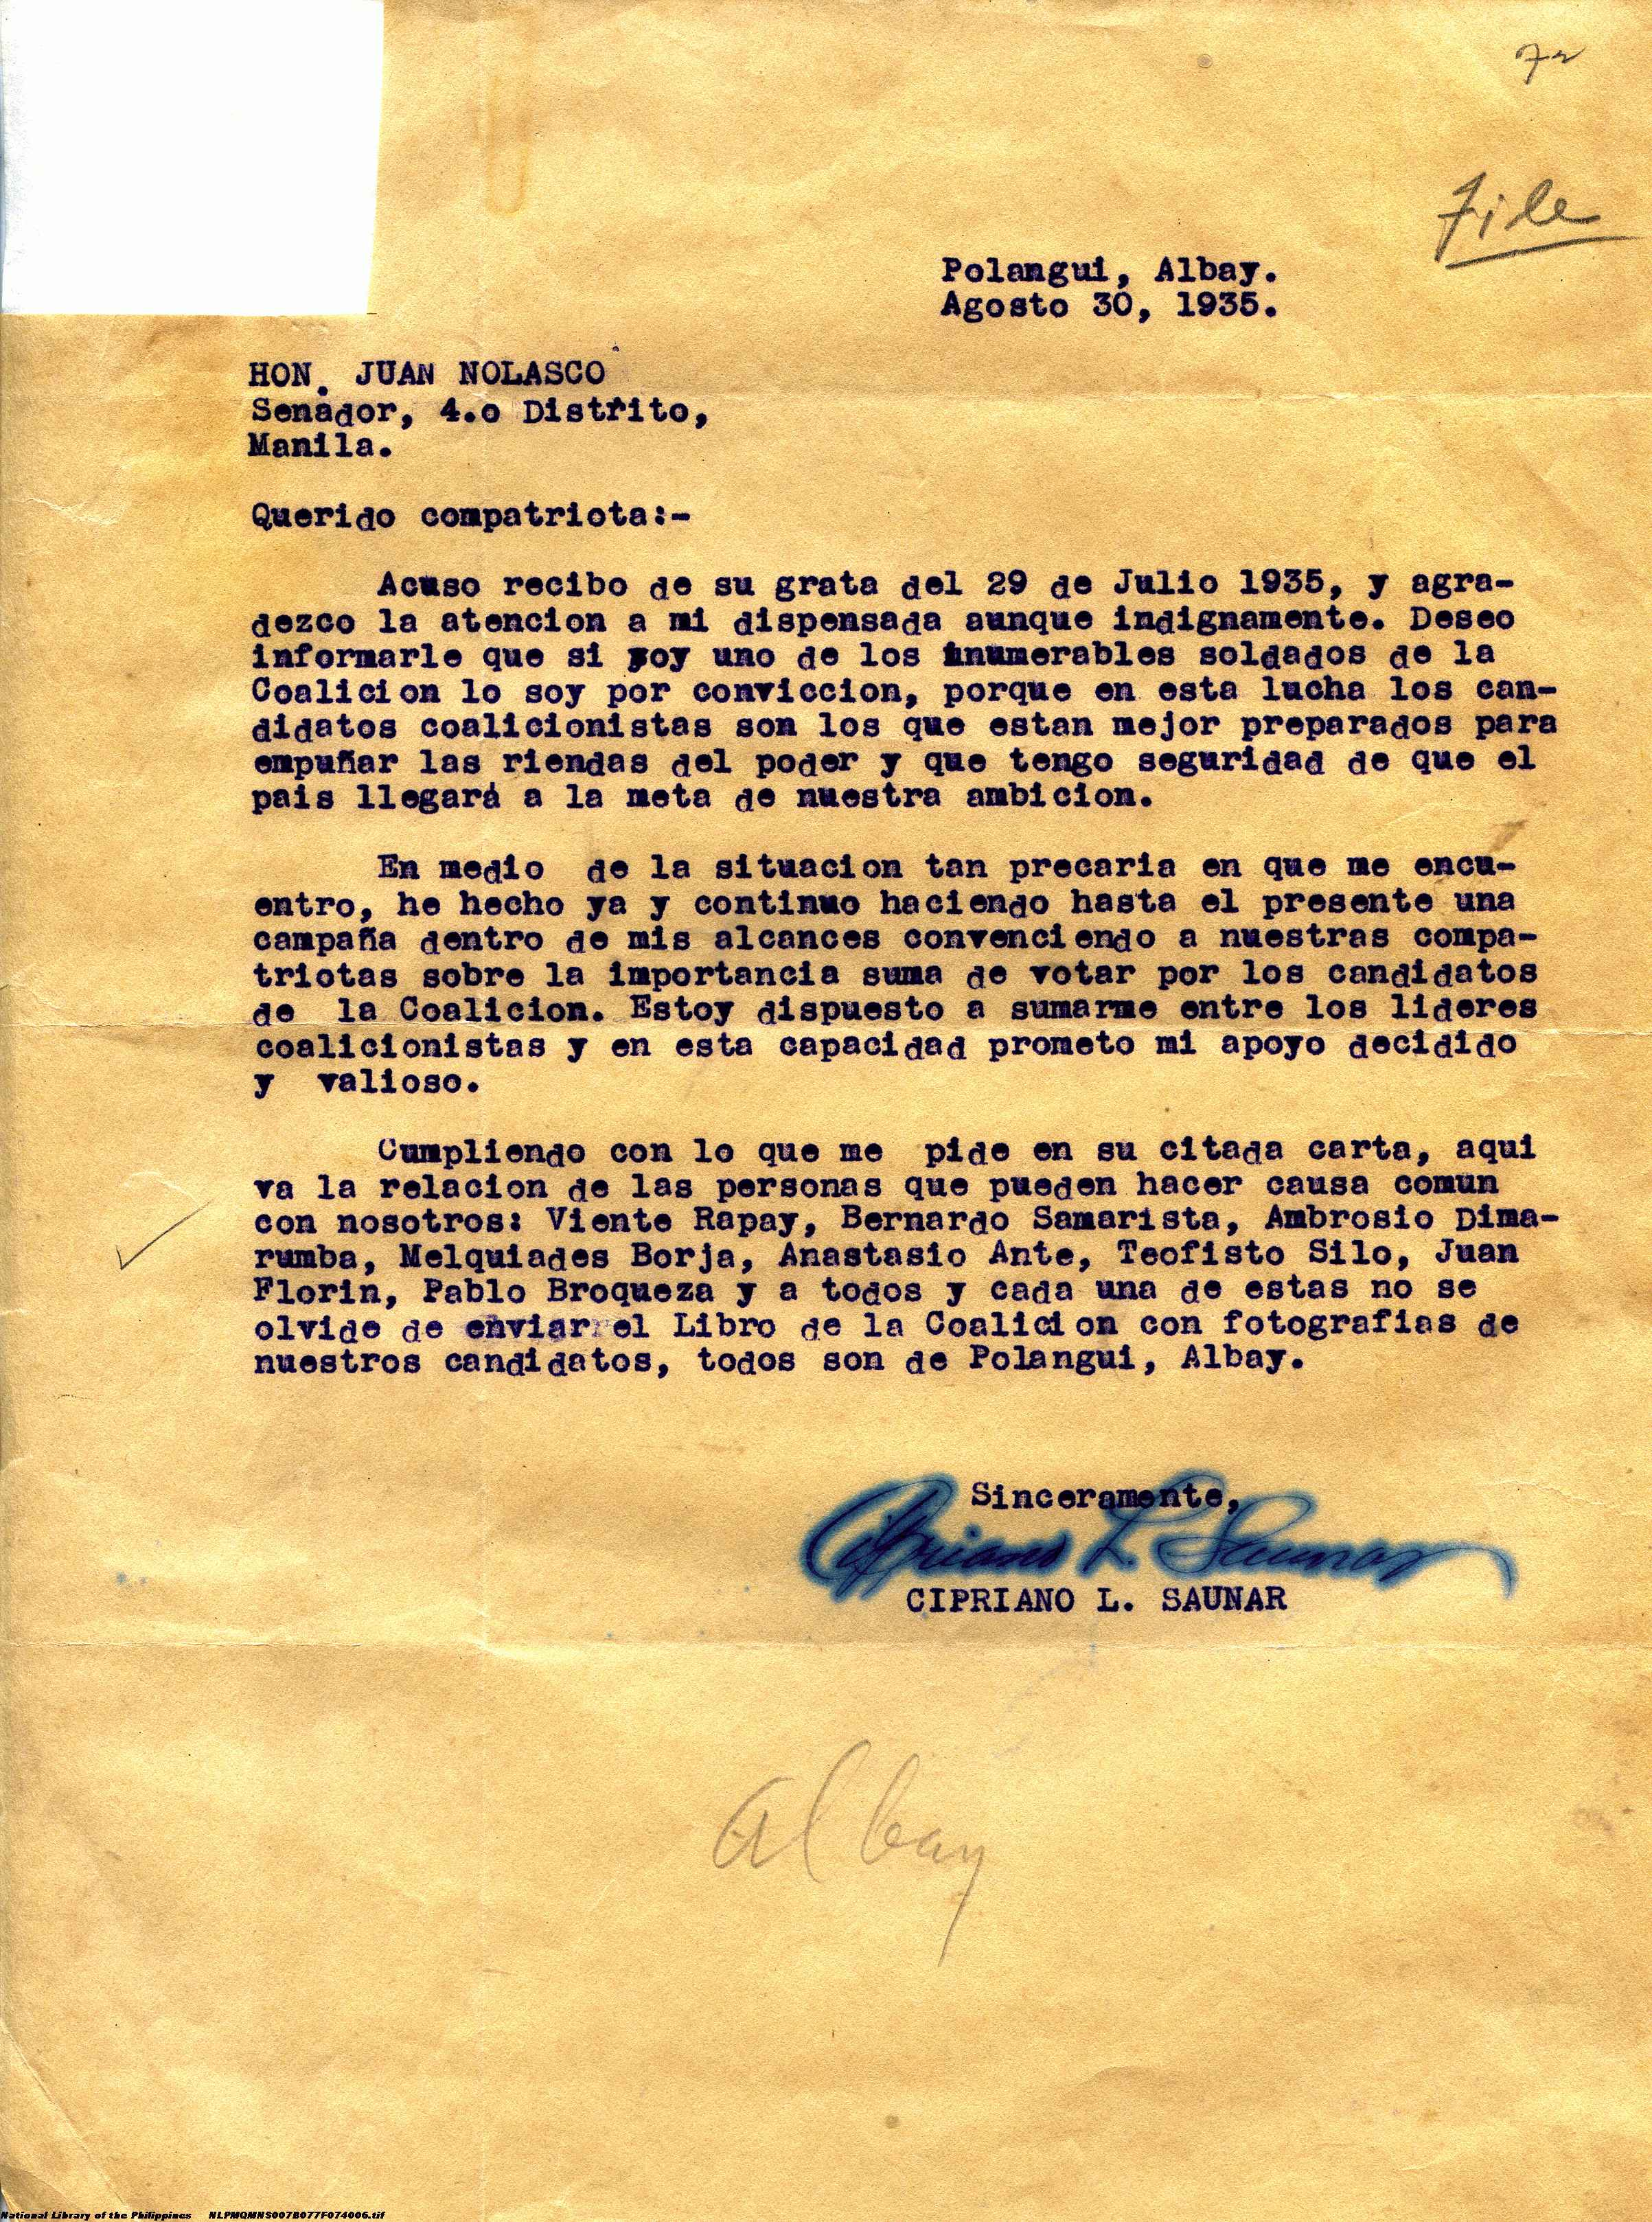 File
Polangui, Albay.
Agosto 30, 1935.
HON. JUAN NOLASCO
Senador, 4.o Distrito,
Manila.
Querido compatriota:-
Acuso recibo de su grata del 29 de Julio 1935, y agra-
dezco la atencion a mi dispensada aunque indignamente. Deseo
informarle que si soy uno de los inumerables soldados de la
Coalicion lo soy por conviccion, porque en esta lucha los can-
didatos coalicionistas son los que estan mejor preparados para
empuñar las riendas del poder y que tengo seguridad de que el
pais llegará a la meta de nuestra ambicion.
En medio de la situacion tan precaria en que me encu-
entro, he hecho ya y continuo haciendo hasta el presente una
campaña dentro de mis alcances convenciendo a nuestras compa-
triotas sobre la importancia suma de votar por los candidatos
de la Coalicion. Estoy dispuesto a sumarme entre los lideres
coalicionistas y en esta capacidad prometo mi apoyo decidido
y valioso.
Cumpliendo con lo que me pide en su citada carta, aqui
va la relacion de las personas que pueden hacer causa comun
con nosotros: Viente Rapay, Bernardo Samarista, Ambrosio Dima-
rumba, Melquiades Borja, Anastasio Ante, Teofisto Silo, Juan
Florin, Pablo Broqueza y a todos y cada una de estas no se
olvide de enviar el Libro de la Coalicion con fotografias de
nuestros candidatos, todos son de Polangui, Albay.
Sinceramente,
Cipriano L. Saunar
CIPRIANO L. SAUNAR
Albay
National Library of the Philippines NLPMQMNS007B077F074006.tif